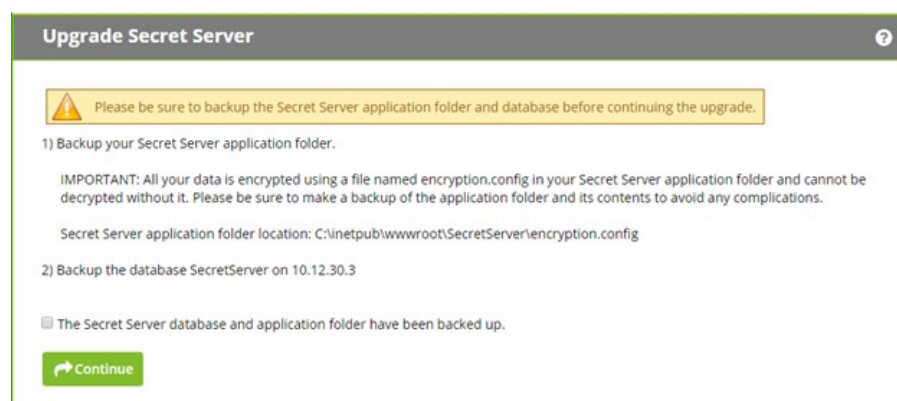 Upgrade Secret Server
Please be sure to backup the Secret Server application folder and database before continuing the upgrade.
1) Backup your Secret Server application folder.
IMPORTANT: All your data is encrypted using a file named encryption.config in your Secret Server application folder and cannot be
decrypted without it. Please be sure to make a backup of the application folder and its contents to avoid any complications.
Secret Server application folder location: C:\inetpub\wwwroot\SecretServer\encryption.config
2) Backup the database SecretServer on 10.12.30.3
The Secret Server database and application folder have been backed up.
Continue